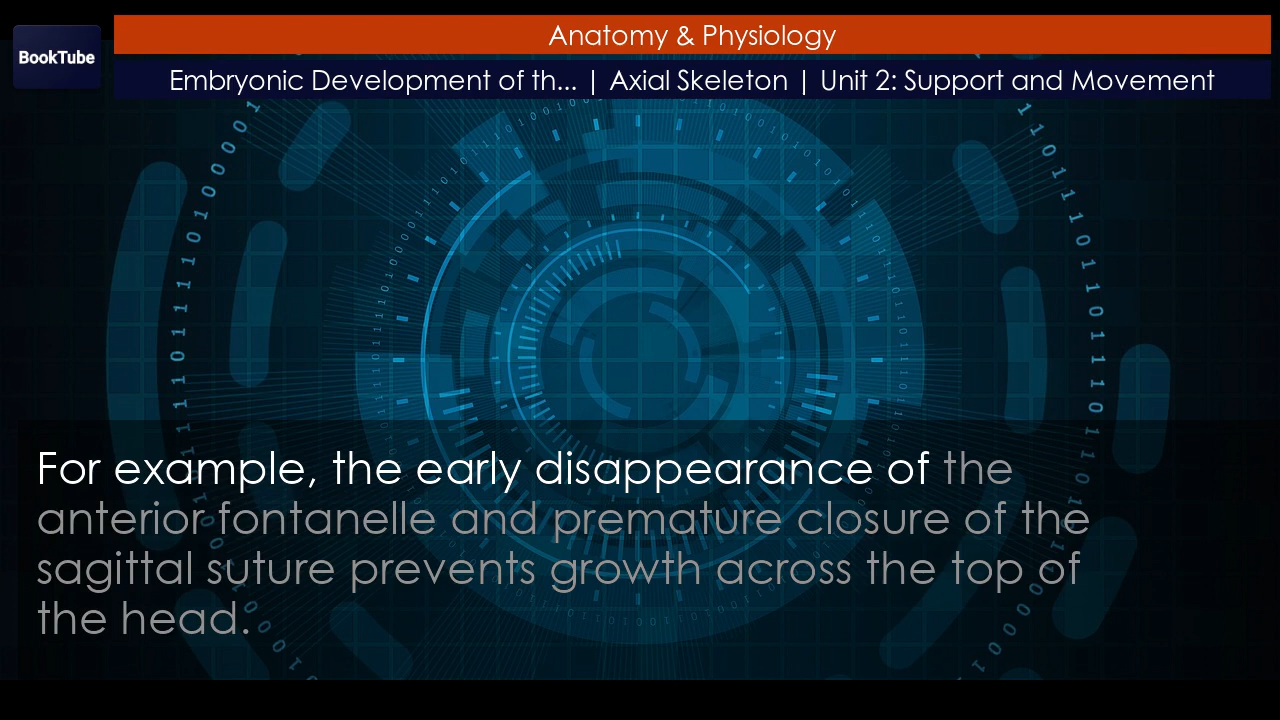 Anatomy & Physiology
BookTube
Embryonic Development of th... | Axial Skeleton | Unit 2: Support and Movement
For example, the early disappearance of the
anterior fontanelle and premature closure of the
sagittal suture prevents growth across the top of
the head.